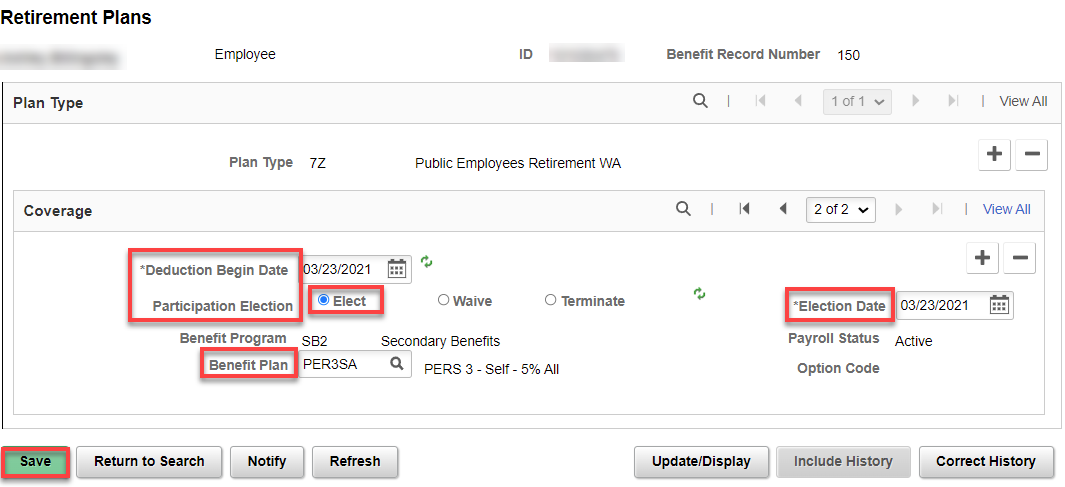 Retirement Plans
Employee ID Benefit Record Number 150
Plan Type 1 of 1 View All
Plan Type 7Z Public Employees Retirement WA
Coverage 2 of 2 View All
*Deduction Begin Date 03/23/2021
Participation Election Elect Waive Terminate *Election Date 03/23/2021
Benefit Program SB2 Secondary Benefits Payroll Status Active
Benefit Plan PER3SA PERS 3 - Self - 5% All Option Code
Save Return to Search Notify Refresh Update/Display Include History Correct History